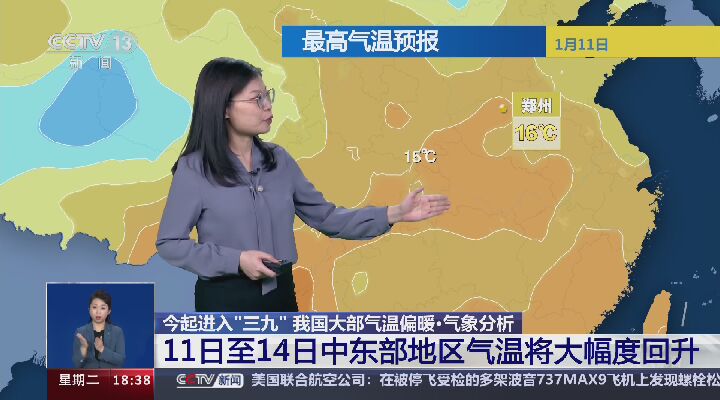 CCTV 13
新闻
最高气温预报
1月11日
郑州
16℃
15℃
今起进入"三九" 我国大部气温偏暖·气象分析
11日至14日中东部地区气温将大幅度回升
星期二 18:38 CCTV 新闻 美国联合航空公司：在被停飞受检的多架波音737MAX9飞机上发现螺栓松